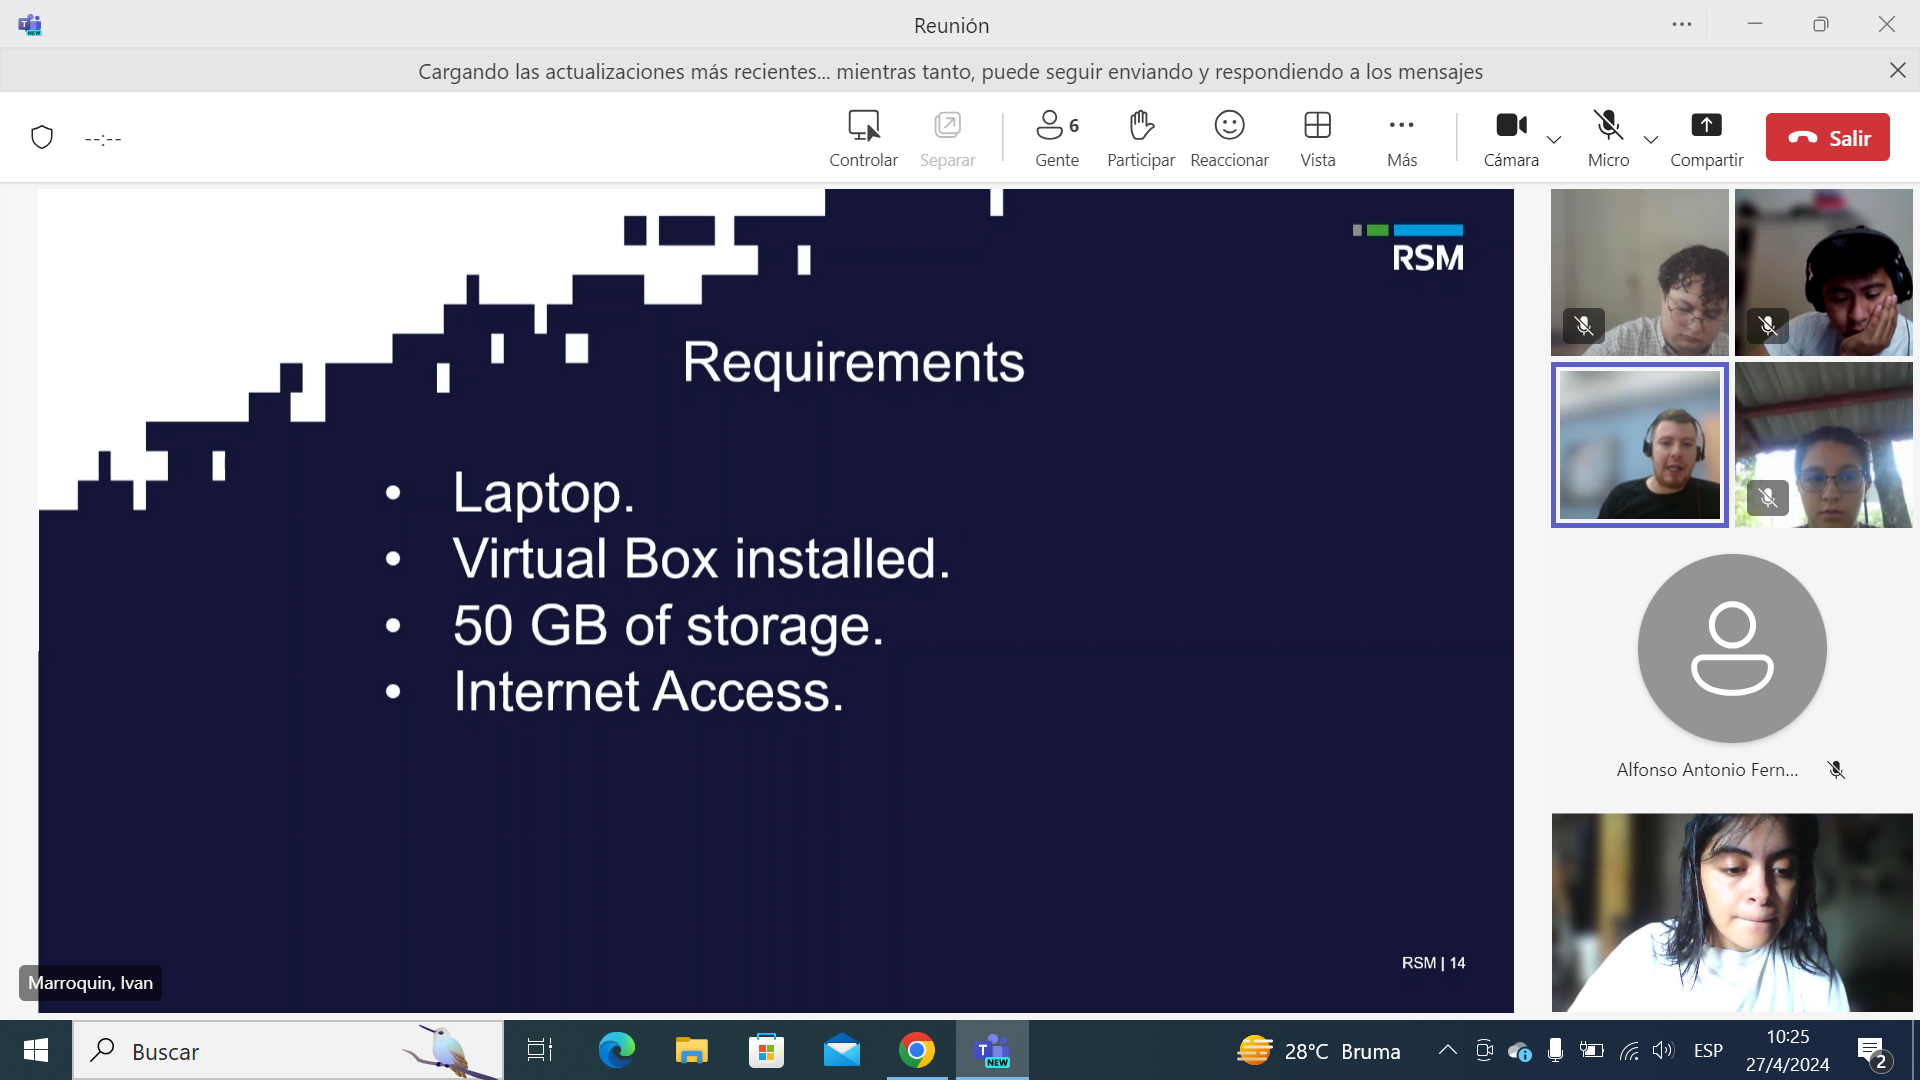 Reunión
Cargando las actualizaciones más recientes... mientras tanto, puede seguir enviando y respondiendo a los mensajes
--:--
Controlar
Separar
6
Gente
Participar
Reaccionar
Vista
Más
Cámara
Micro
Compartir
Salir
RSM
Requirements
• Laptop.
• Virtual Box installed.
• 50 GB of storage.
• Internet Access.
RSM | 14
Marroquin, Ivan
Alfonso Antonio Fern...
Buscar
T NEW
28°C Bruma
ESP
10:25
27/4/2024
2